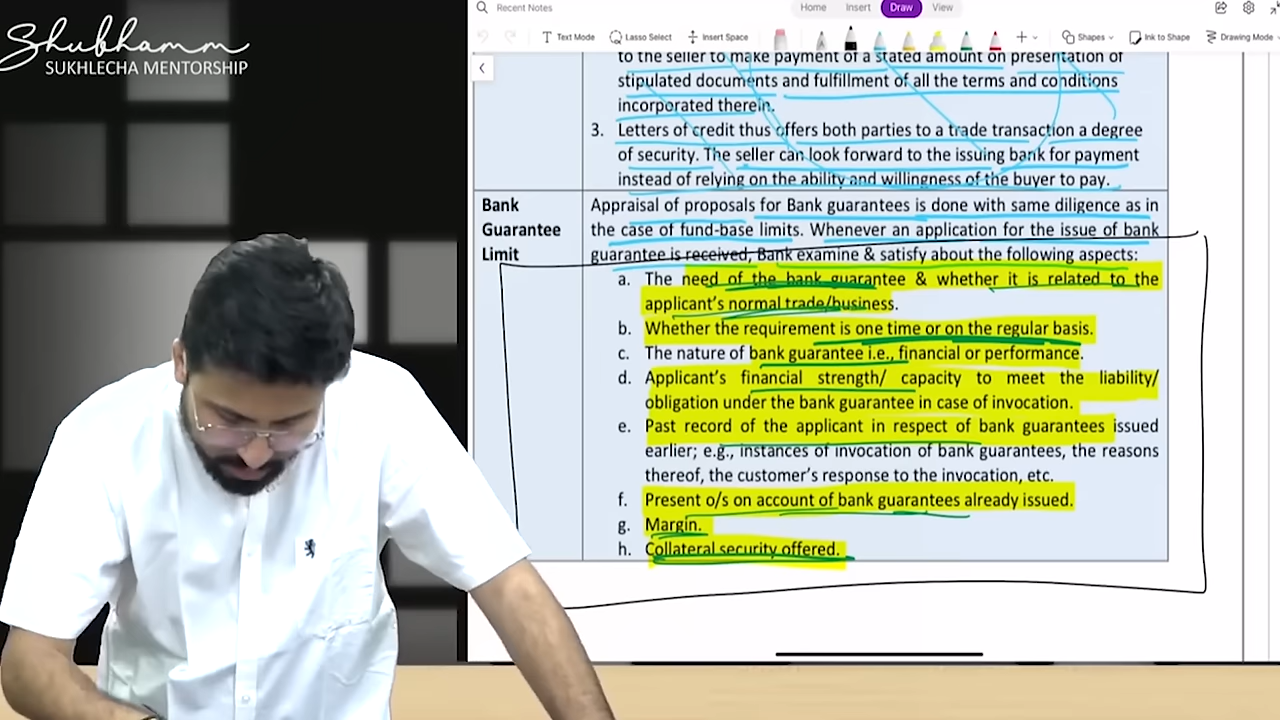 Shubhamm
SUKHLECHA MENTORSHIP
Recent Notes
Home Insert Draw View
Text Mode Lasso Select Insert Space Shapes Ink to Shape Drawing Mode
to the seller to make payment of a stated amount on presentation of
stipulated documents and fulfillment of all the terms and conditions
incorporated therein.
3. Letters of credit thus offers both parties to a trade transaction a degree
of security. The seller can look forward to the issuing bank for payment
instead of relying on the ability and willingness of the buyer to pay.
Bank
Guarantee
Limit
Appraisal of proposals for Bank guarantees is done with same diligence as in
the case of fund-base limits. Whenever an application for the issue of bank
guarantee is received, Bank examine & satisfy about the following aspects:
a. The need of the bank guarantee & whether it is related to the
applicant's normal trade/business.
b. Whether the requirement is one time or on the regular basis.
c. The nature of bank guarantee i.e., financial or performance.
d. Applicant's financial strength/ capacity to meet the liability/
obligation under the bank guarantee in case of invocation.
e. Past record of the applicant in respect of bank guarantees issued
earlier; e.g., instances of invocation of bank guarantees, the reasons
thereof, the customer's response to the invocation, etc.
f. Present o/s on account of bank guarantees already issued.
g. Margin.
h. Collateral security offered.